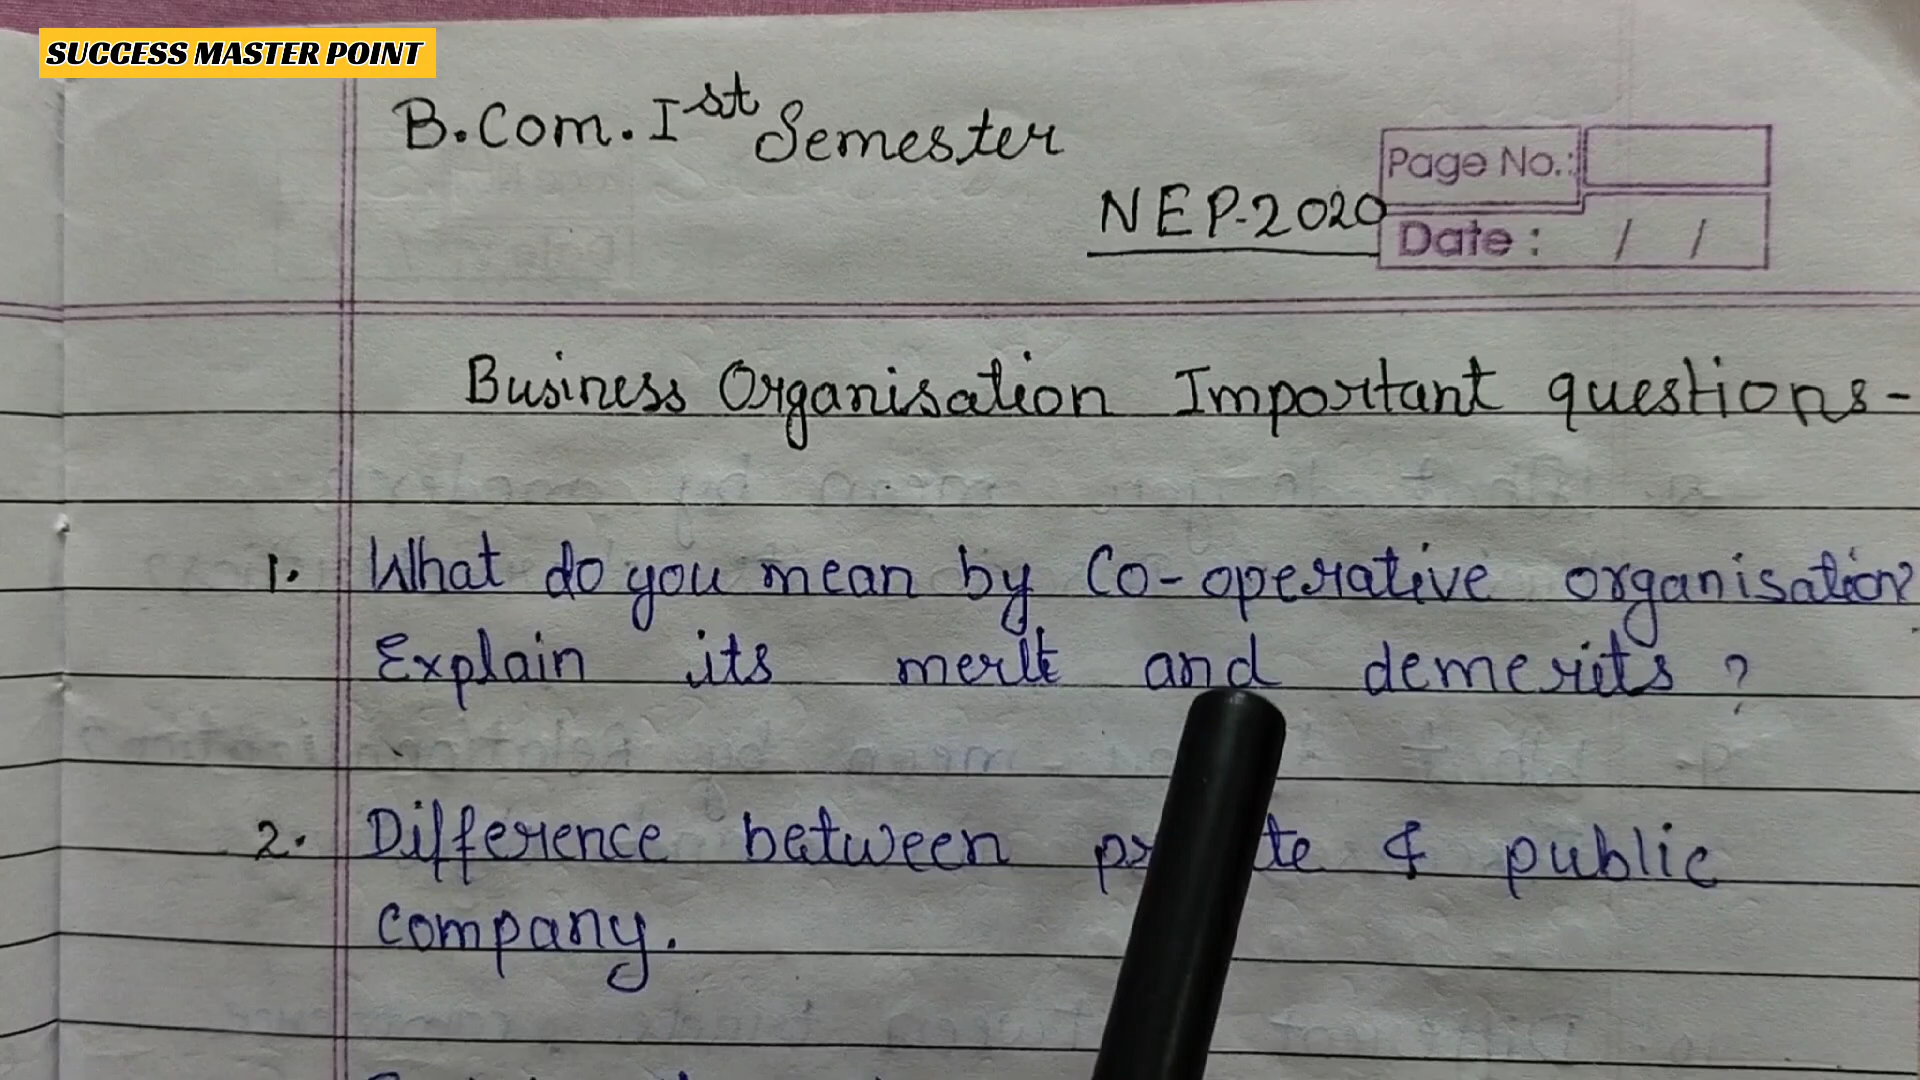 SUCCESS MASTER POINT
B.Com. Ist Semester
NEP-2020
Page No.:
Date : / /
Business Organisation Important questions-
1. What do you mean by Co-operative organisation?
Explain its merit and demerits ?
2. Difference between & public
company.